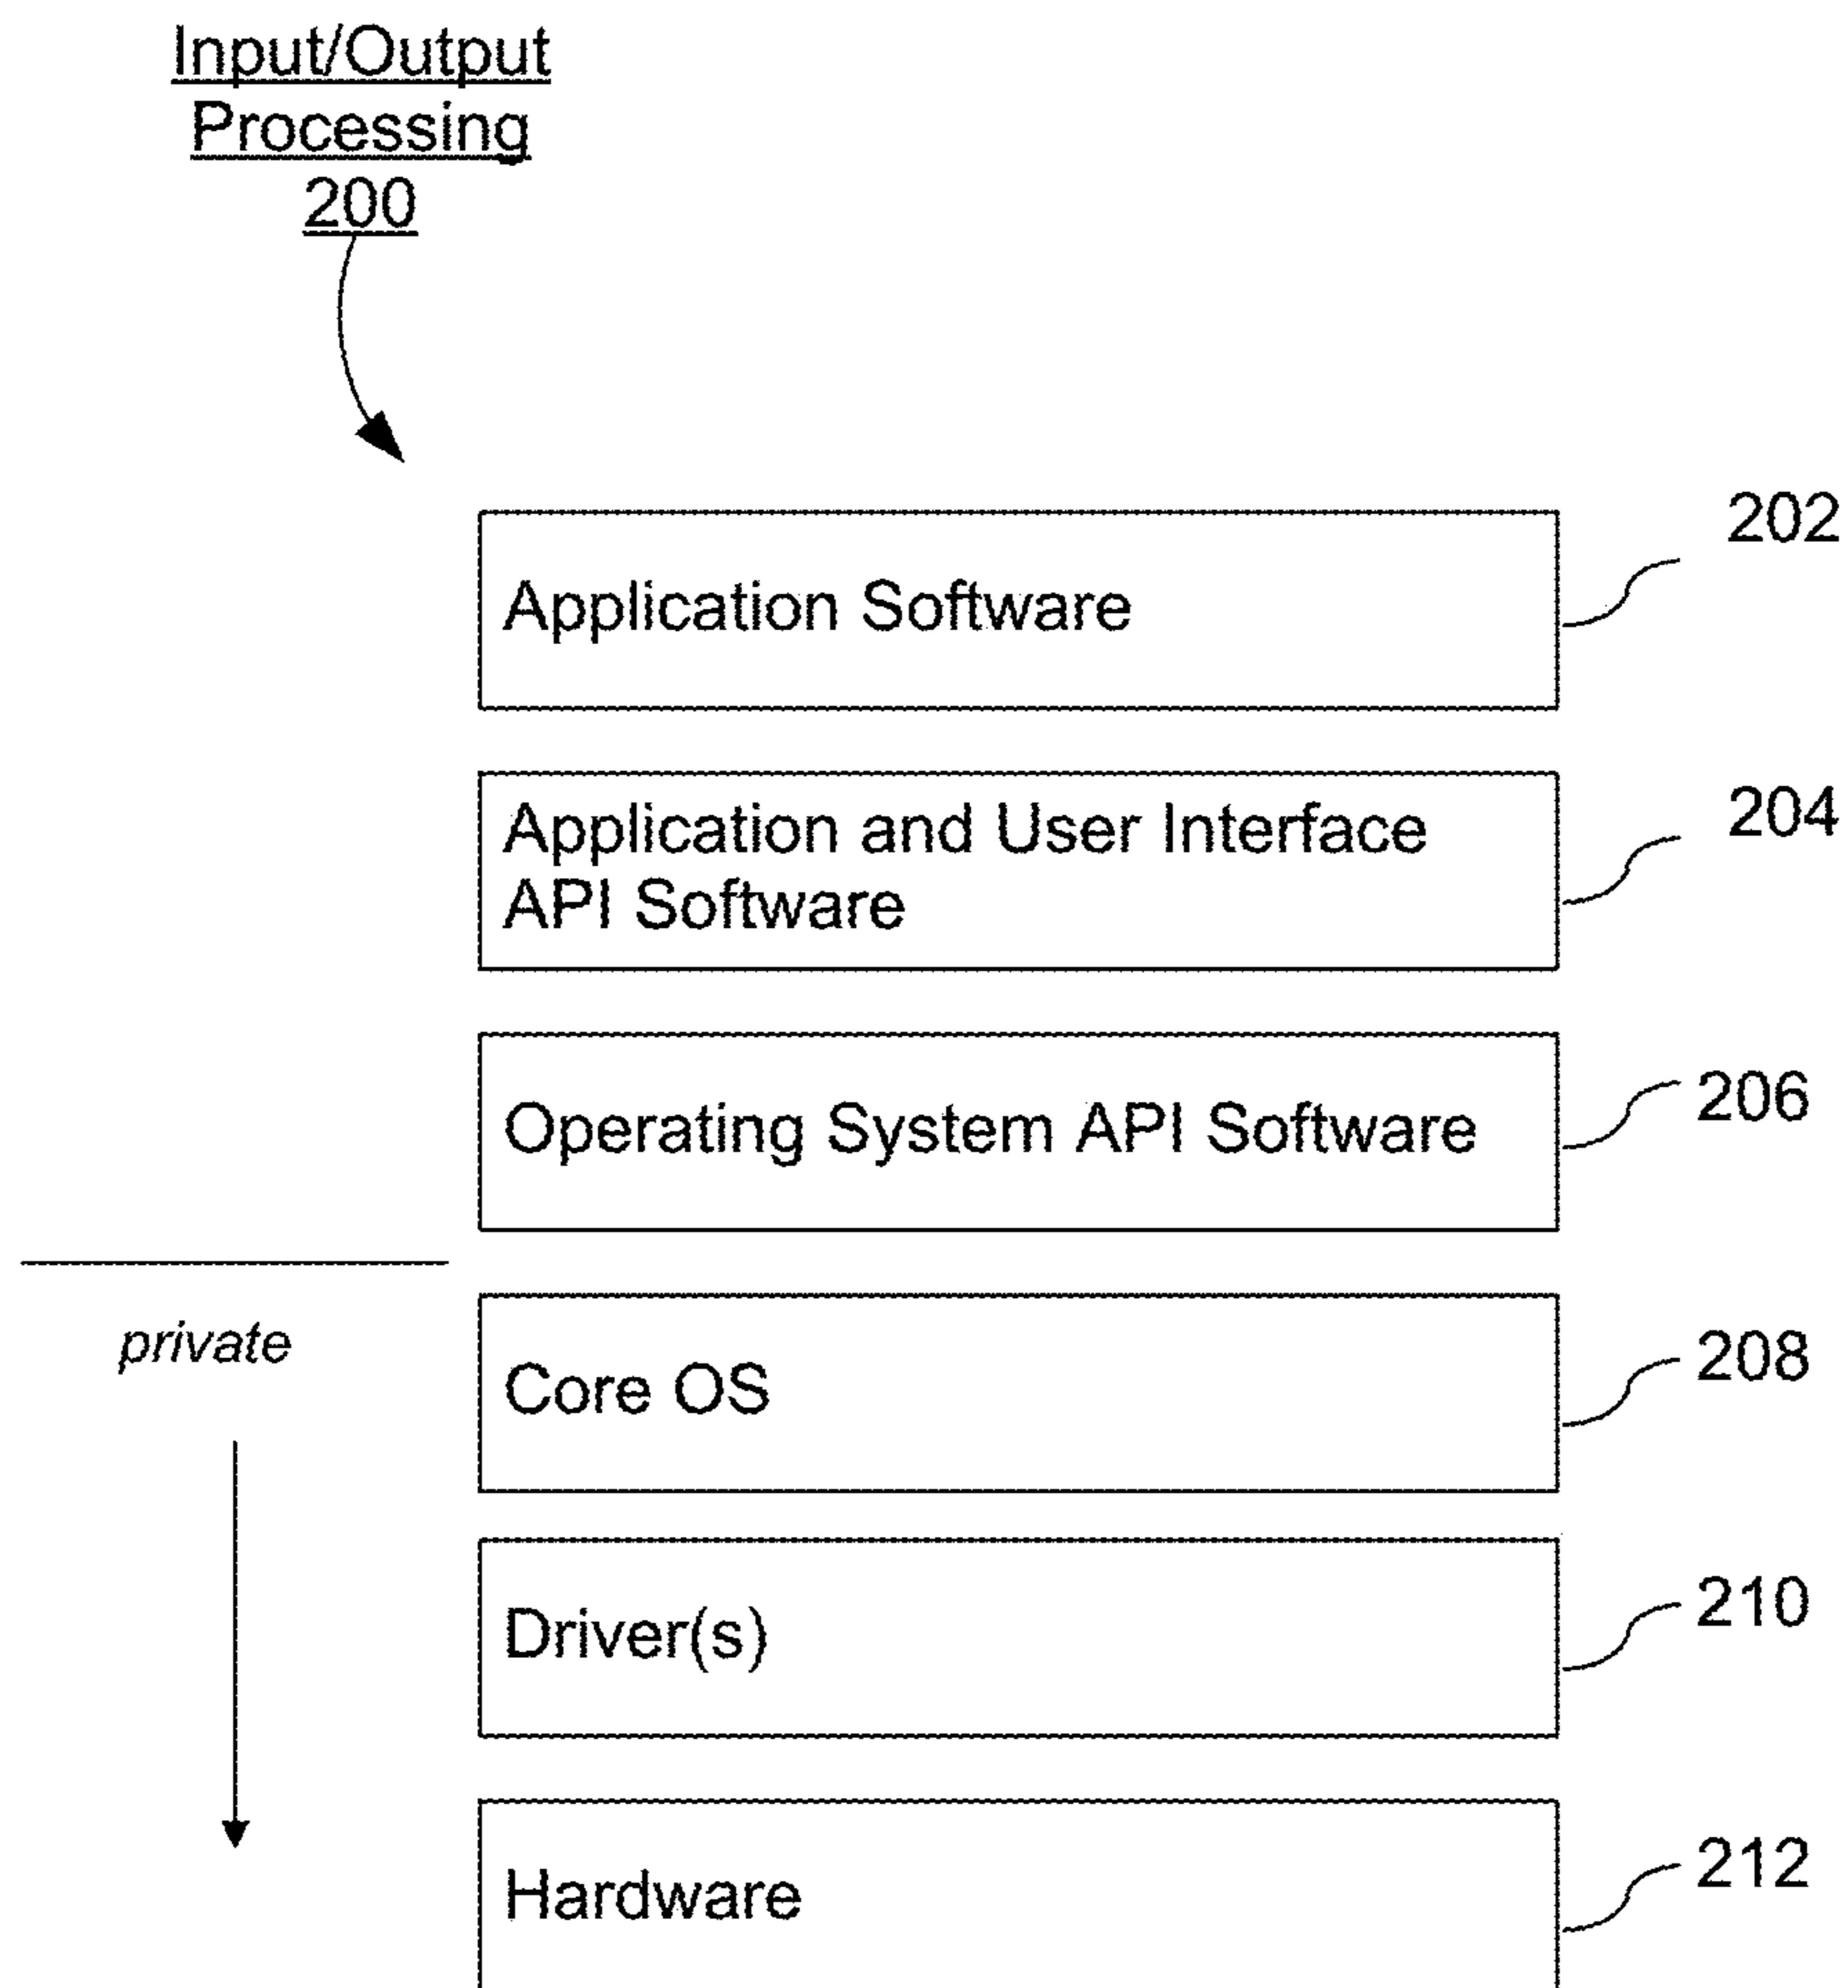 Input/Output
Processing
200
202
Application Software
204
Application and User Interface
API Software
206
Operating System API Software
private
208
Core OS
210
Driver(s)
212
Hardware